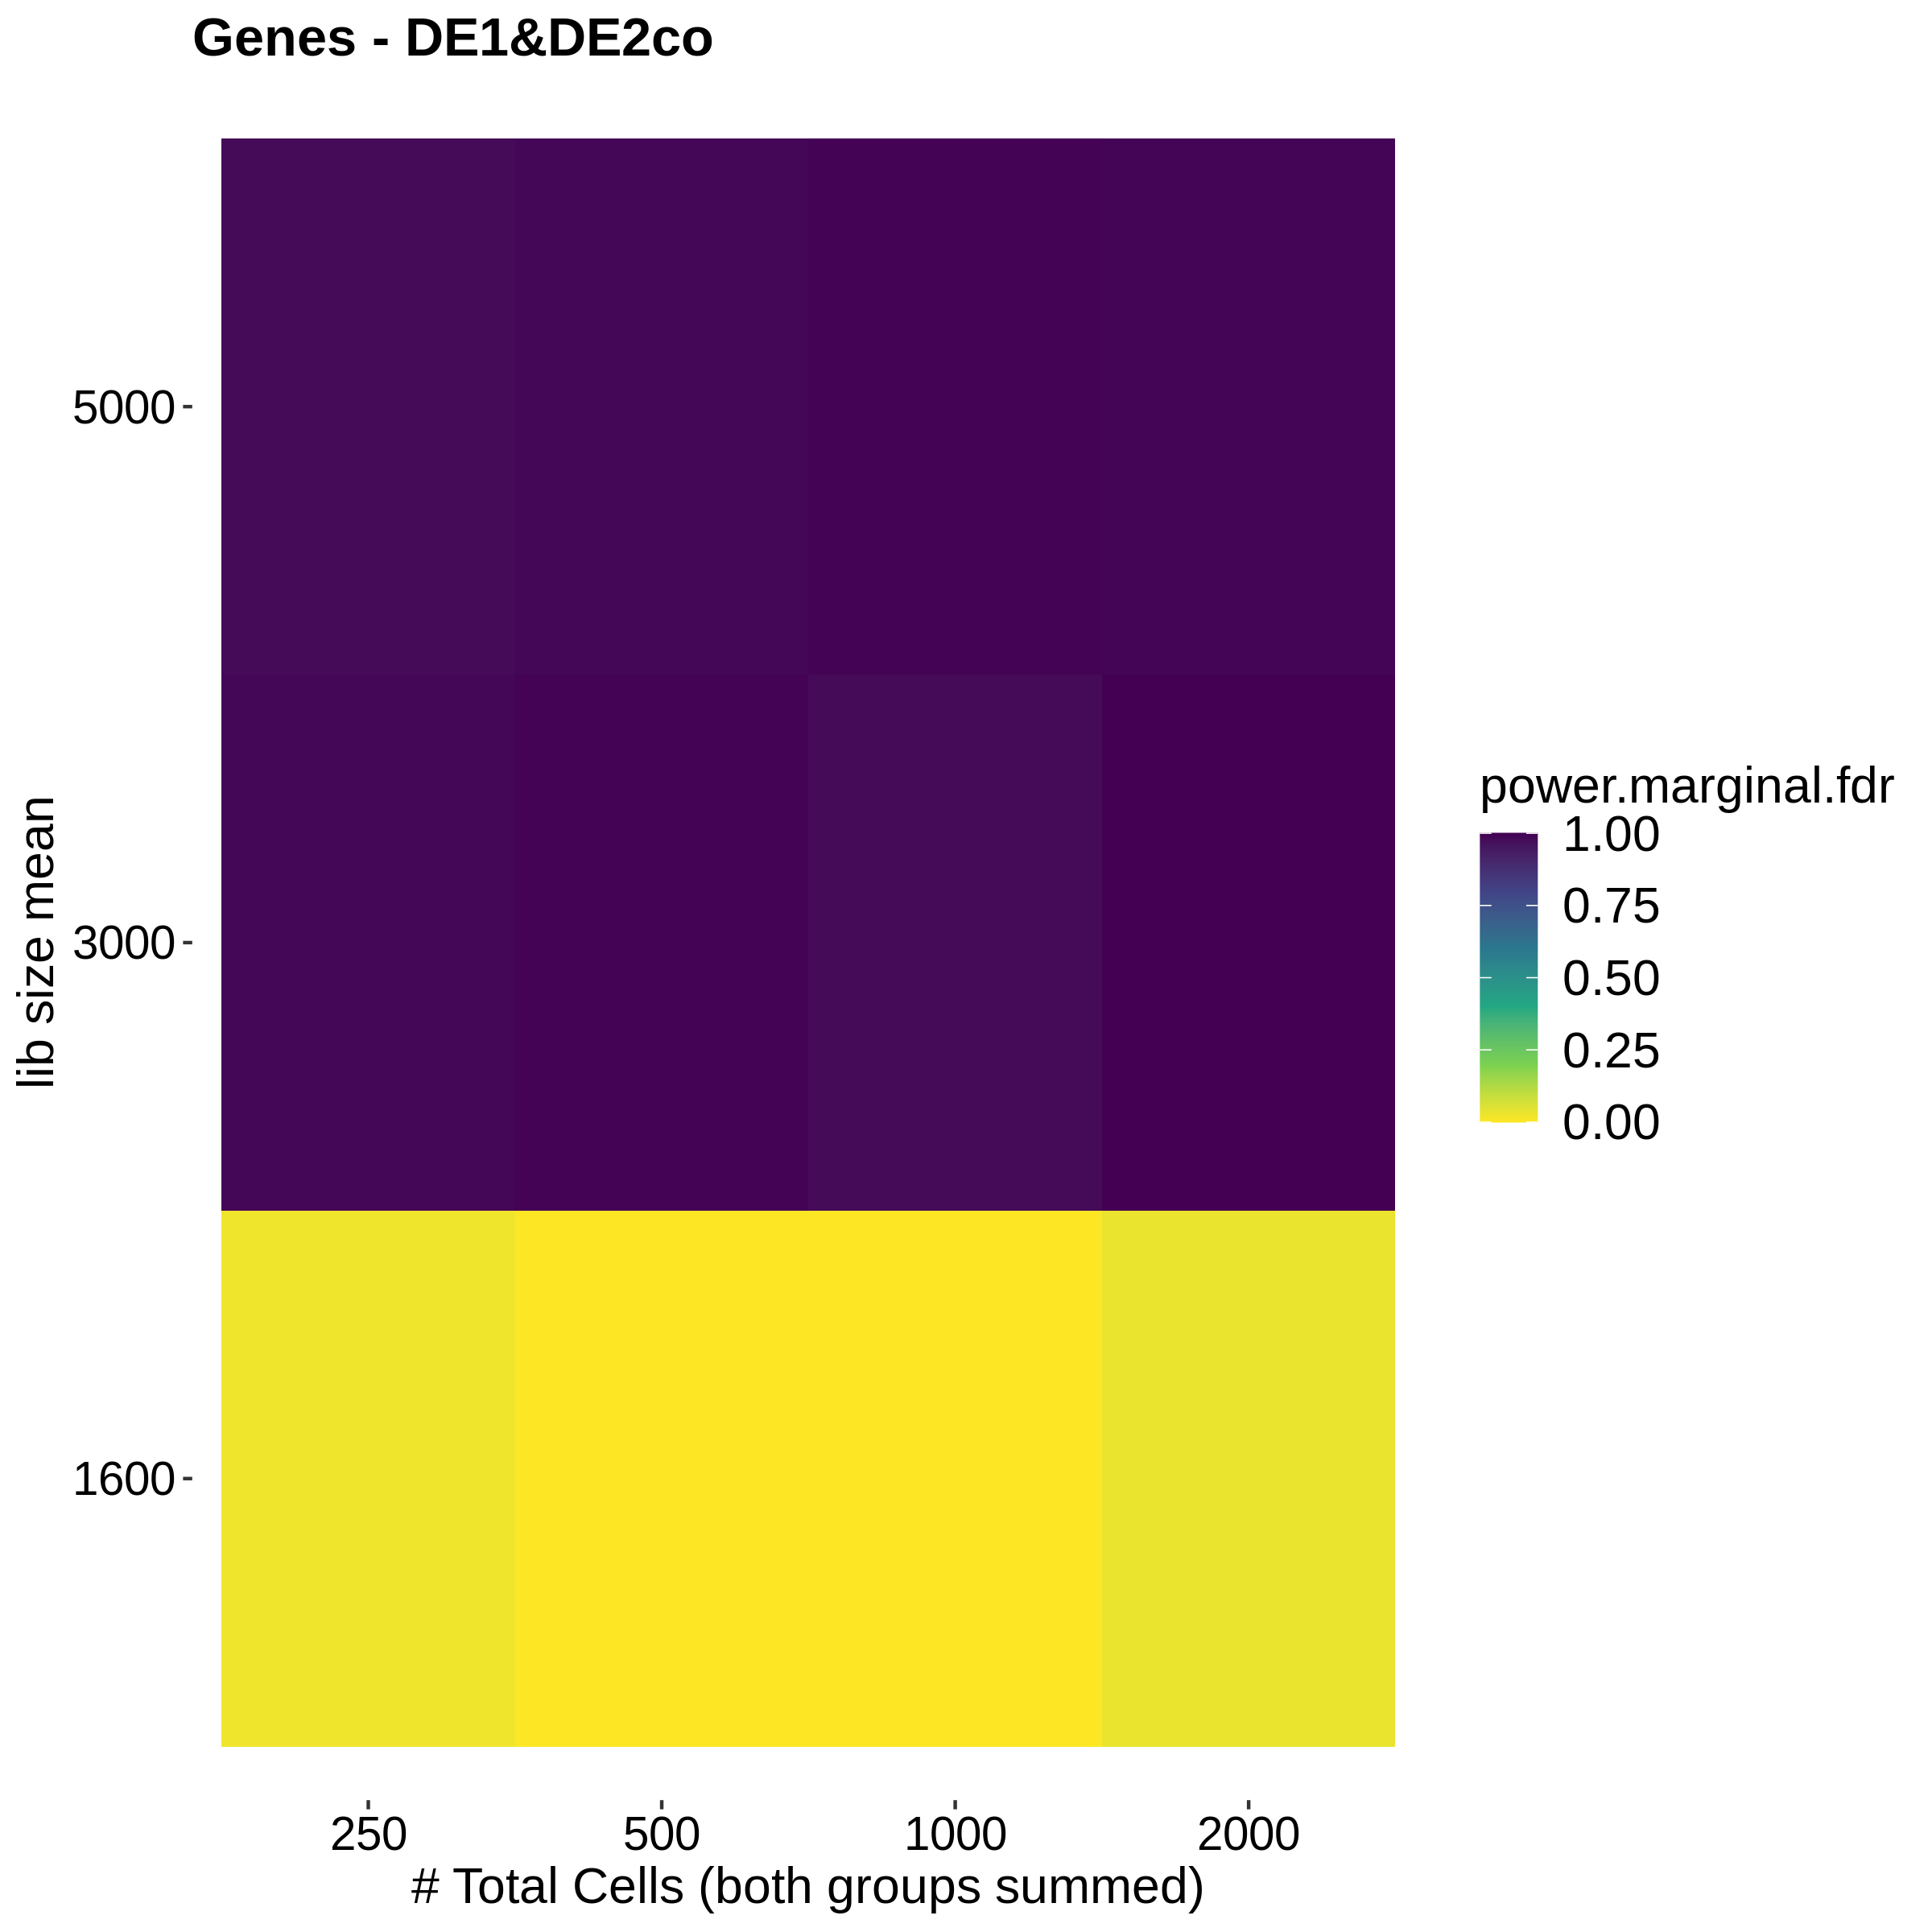 Genes - DE1&DE2co
lib size mean
5000
3000
1600
250 500 1000 2000
# Total Cells (both groups summed)
power.marginal.fdr
1.00
0.75
0.50
0.25
0.00